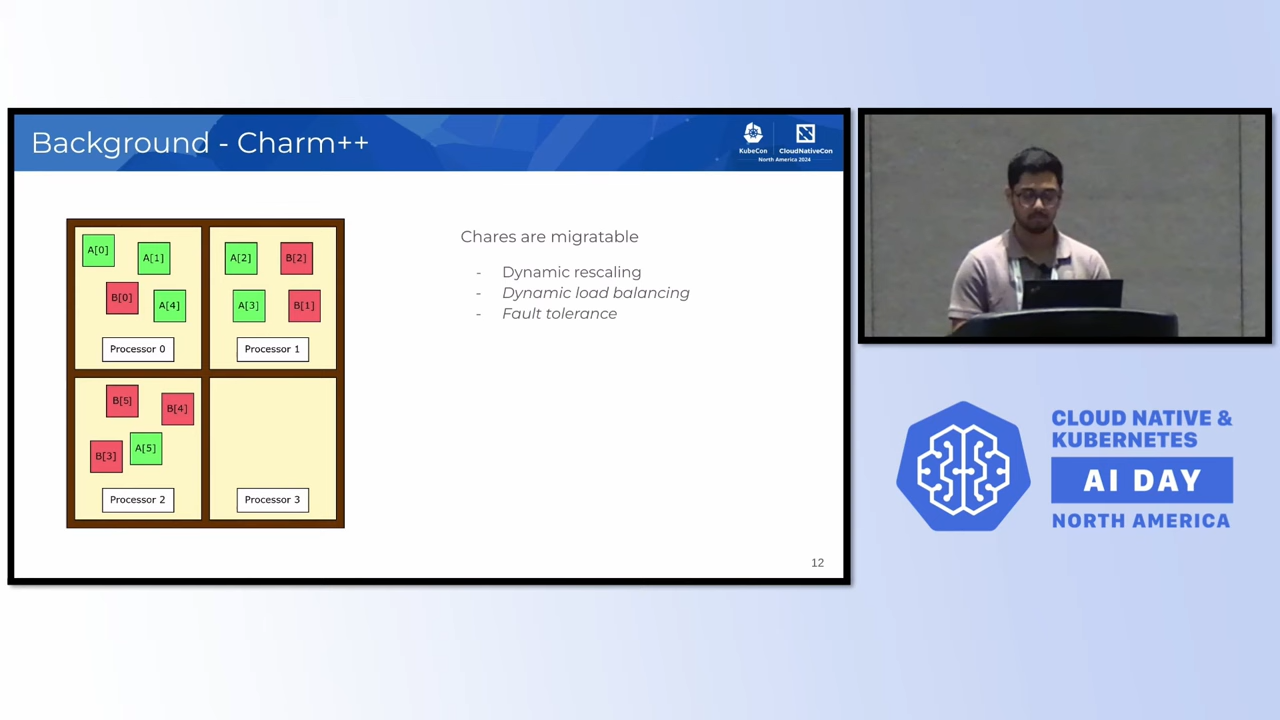 Background - Charm++
KubeCon
CloudNativeCon
North America 2024
A[0]
A[1]
B[0]
A[4]
Processor 0
A[2]
B[2]
A[3]
B[1]
Processor 1
B[5]
B[4]
B[3]
A[5]
Processor 2
Processor 3
Chares are migratable
- Dynamic rescaling
- Dynamic load balancing
- Fault tolerance
12
CLOUD NATIVE &
KUBERNETES
AI DAY
NORTH AMERICA